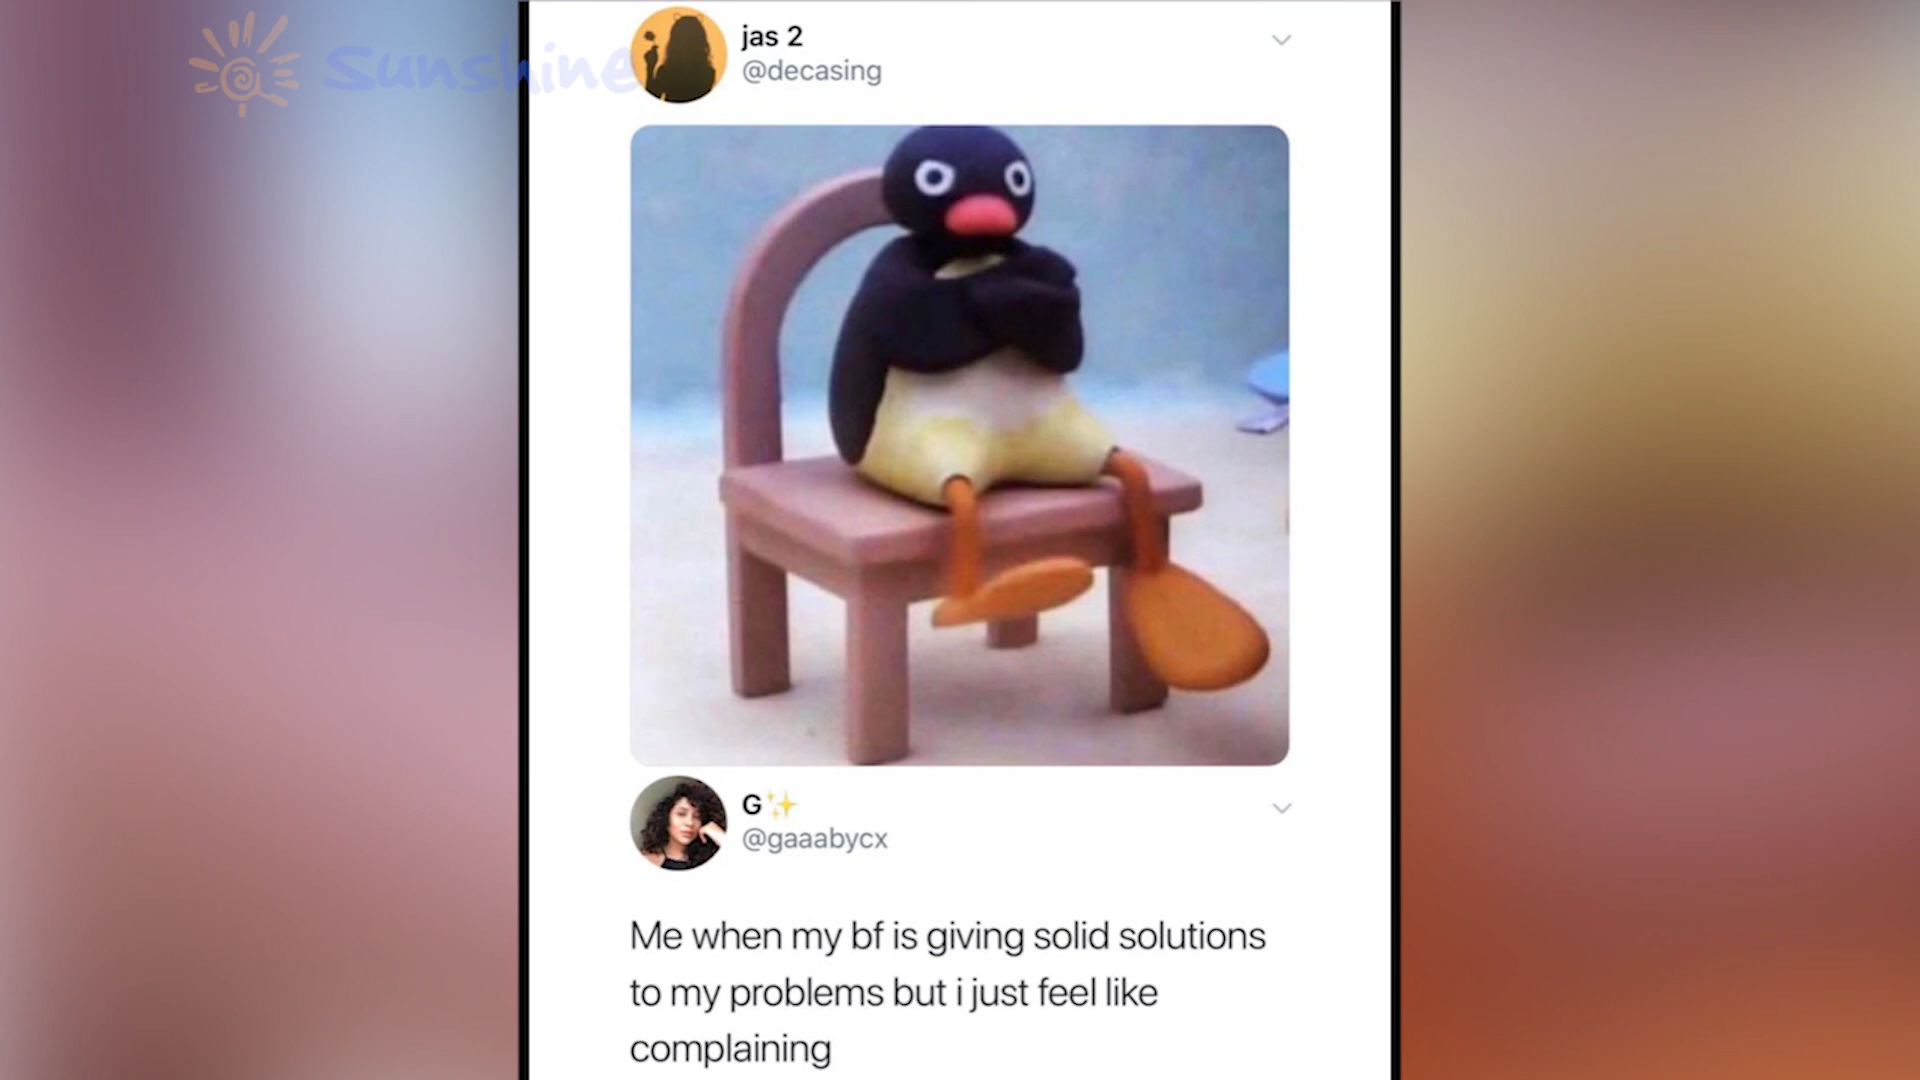 Sunshine
jas 2
@decasing
G✨
@gaaabycx
Me when my bf is giving solid solutions
to my problems but i just feel like
complaining